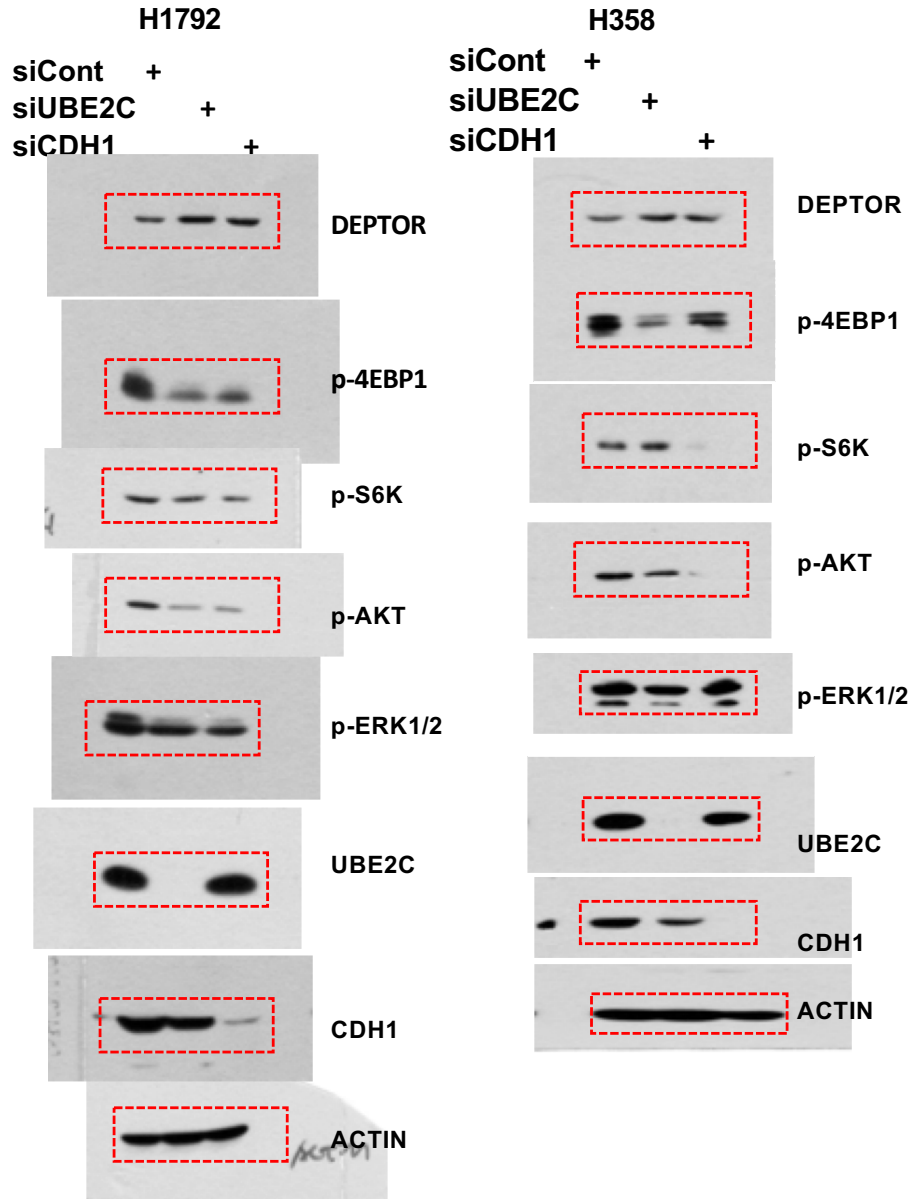 H1792
siCont +
siUBE2C +
siCDH1 +
DEPTOR
p-4EBP1
p-S6K
p-AKT
p-ERK1/2
UBE2C
CDH1
ACTIN
H358
siCont +
siUBE2C +
siCDH1 +
DEPTOR
p-4EBP1
p-S6K
p-AKT
p-ERK1/2
UBE2C
CDH1
ACTIN